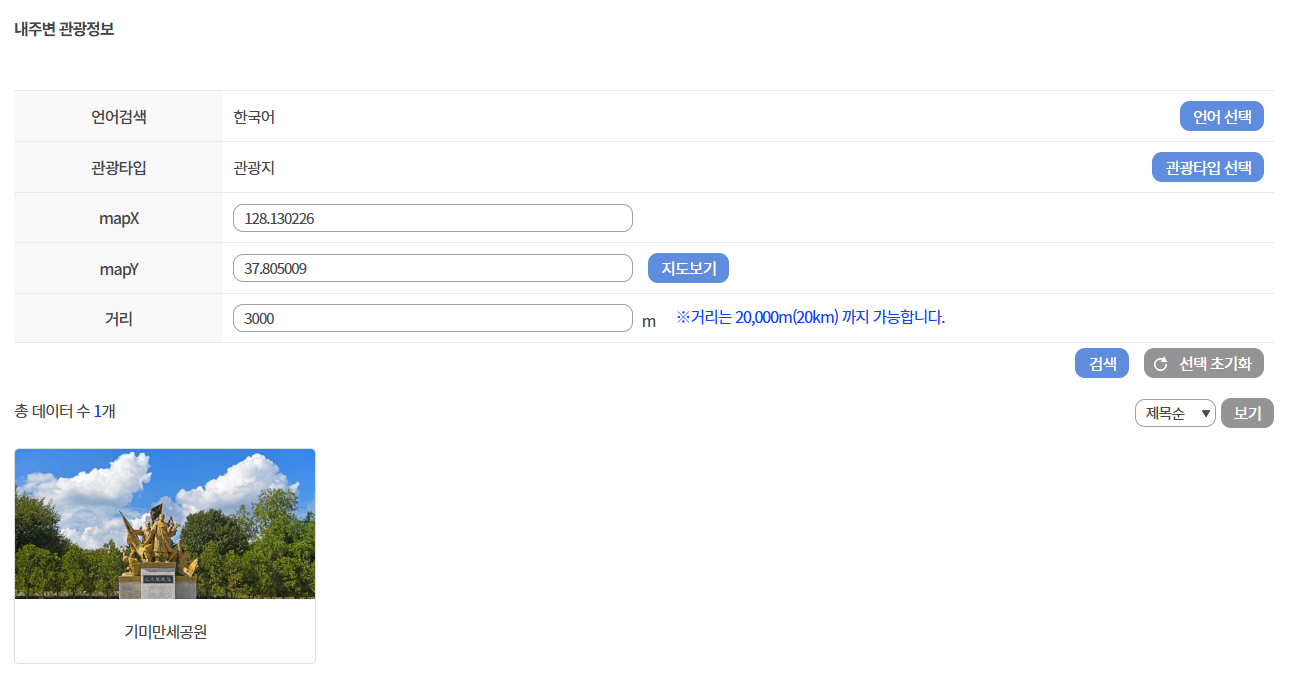 내주변 관광정보
언어검색 한국어 언어 선택
관광타입 관광지 관광타입 선택
mapX 128.130226
mapY 37.805009 지도보기
거리 3000 m ※거리는 20,000m(20km) 까지 가능합니다.
검색 선택 초기화
총 데이터 수 1개 제목순 ▼ 보기
기미만세공원